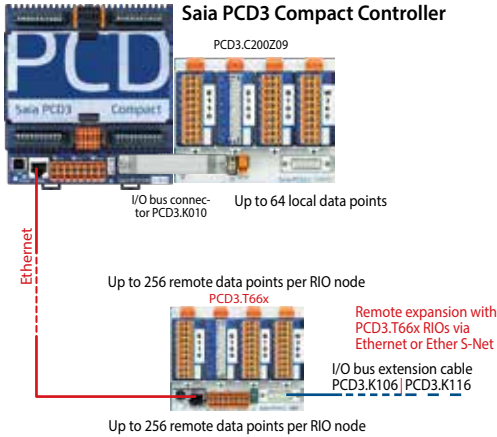 Saia PCD3 Compact Controller
PCD3.C200Z09
PCD
Saia PCD3 Compact
I/O bus connec-
tor PCD3.K010
Up to 64 local data points
Ethernet
Up to 256 remote data points per RIO node
PCD3.T66x
Remote expansion with
PCD3.T66x RIOs via
Ethernet or Ether S-Net
I/O bus extension cable
PCD3.K106 | PCD3.K116
Up to 256 remote data points per RIO node